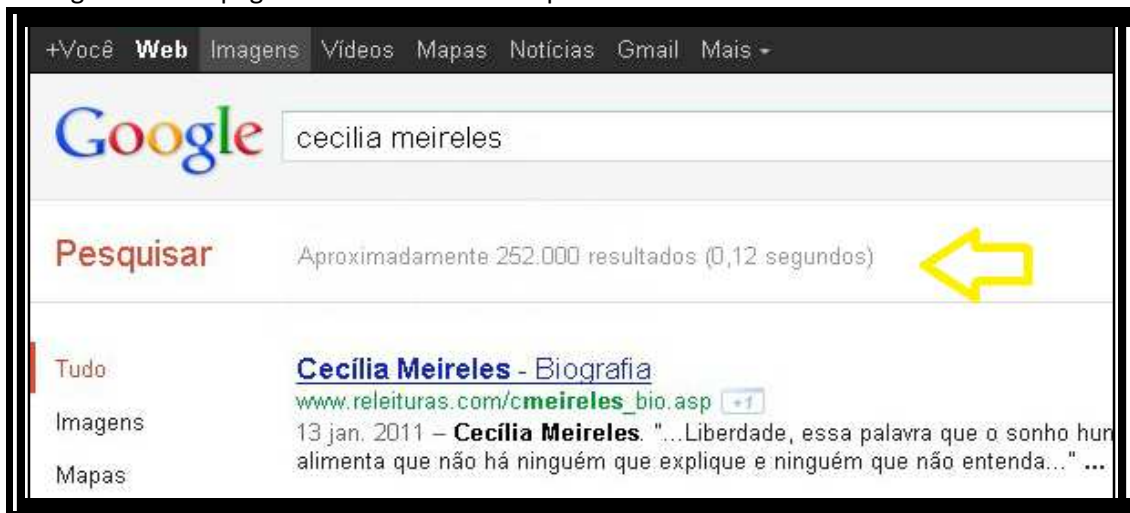 +Você Web Imagens Vídeos Mapas Notícias Gmail Mais
Google cecilia meireles
Pesquisar Aproximadamente 252.000 resultados (0,12 segundos)
Tudo
Imagens
Mapas
Cecília Meireles - Biografia
www.releituras.com/cmeireles_bio.asp +1
13 jan. 2011 – Cecília Meireles. "...Liberdade, essa palavra que o sonho hun
alimenta que não há ninguém que explique e ninguém que não entenda..." ...